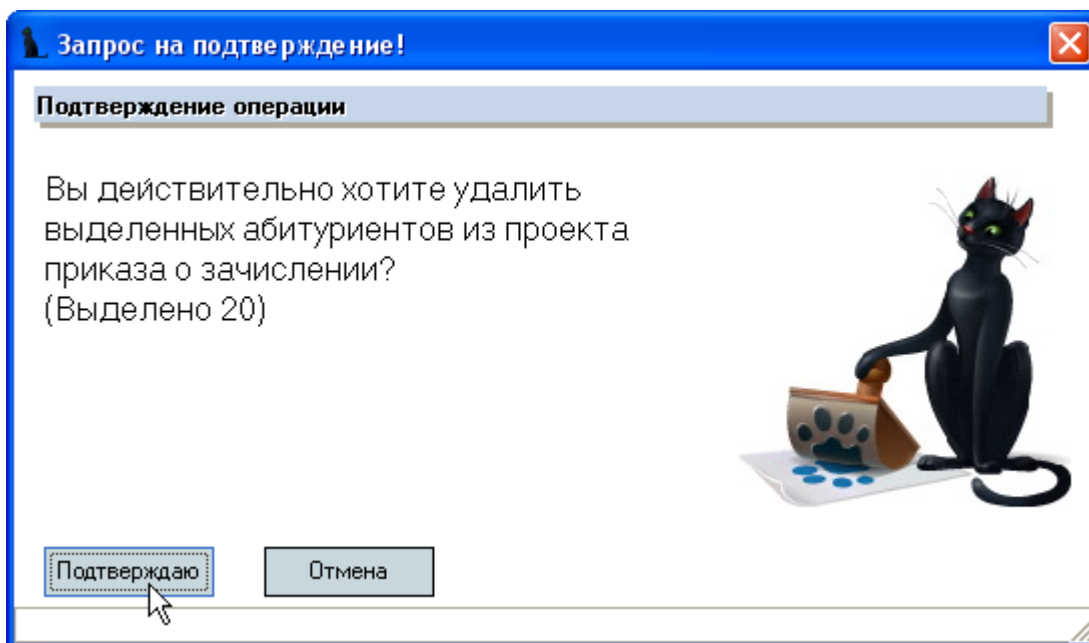 Запрос на подтверждение!
Подтверждение операции
Вы действительно хотите удалить
выделенных абитуриентов из проекта
приказа о зачислении?
(Выделено 20)
Подтверждаю
Отмена